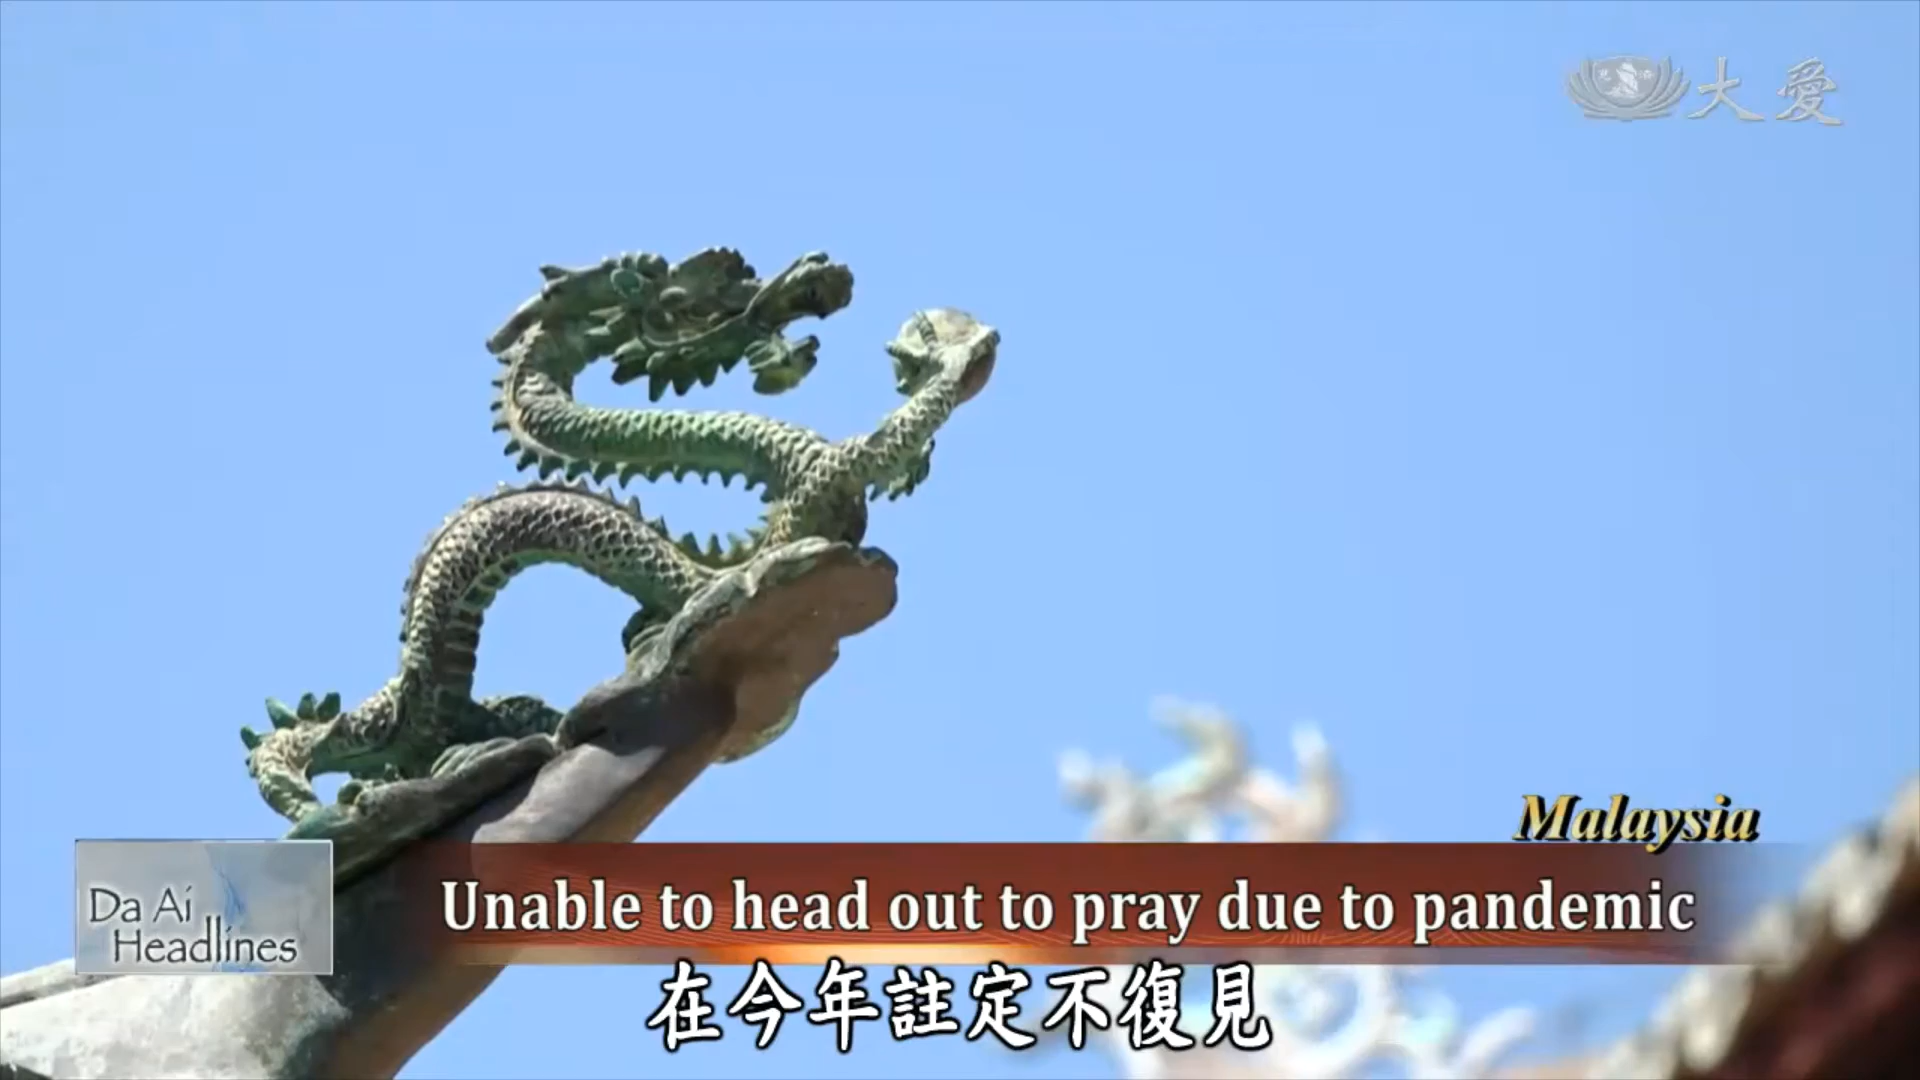 大愛
Malaysia
Da Ai
Headlines
Unable to head out to pray due to pandemic
在今年註定不復見